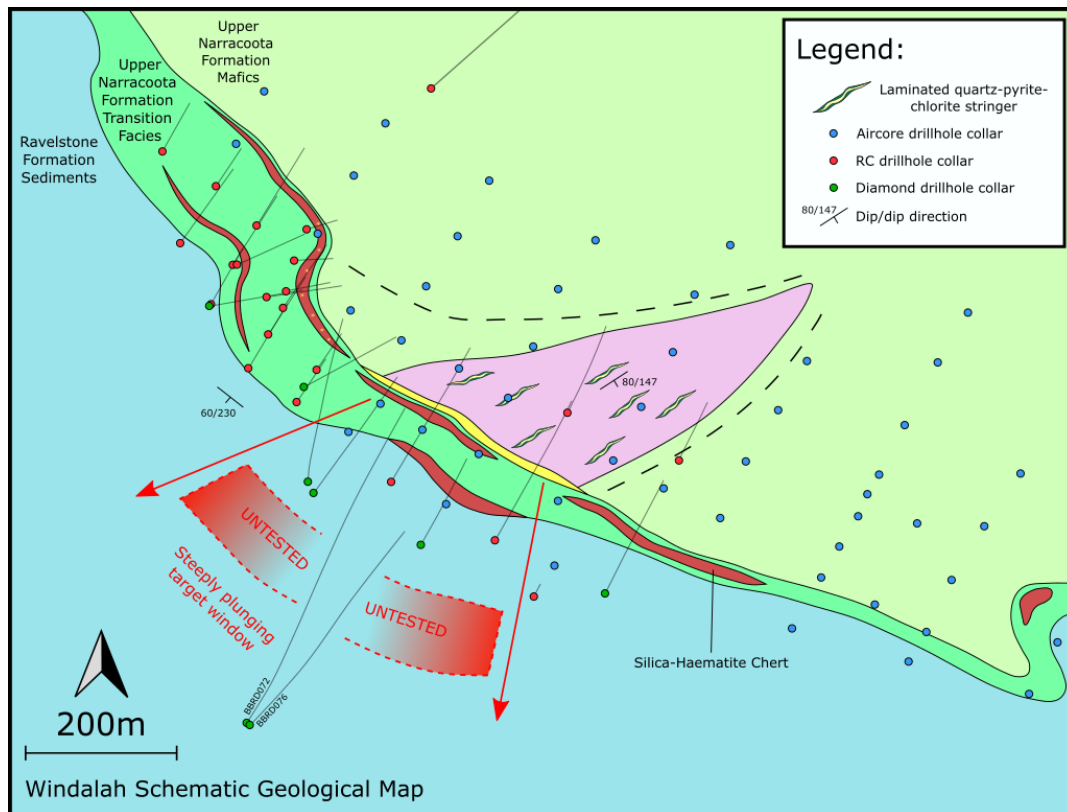 Upper
Narracoota
Formation
Mafics
Upper
Narracoota
Formation
Transition
Facies
Ravelstone
Formation
Sediments
Legend:
Laminated quartz-pyrite-
chlorite stringer
Aircore drillhole collar
RC drillhole collar
Diamond drillhole collar
80/147
Dip/dip direction
80/147
60/230
UNTESTED
Steeply plunging
target window
UNTESTED
Silica-Haematite Chert
BBRD072
BBRD076
200m
Windalah Schematic Geological Map